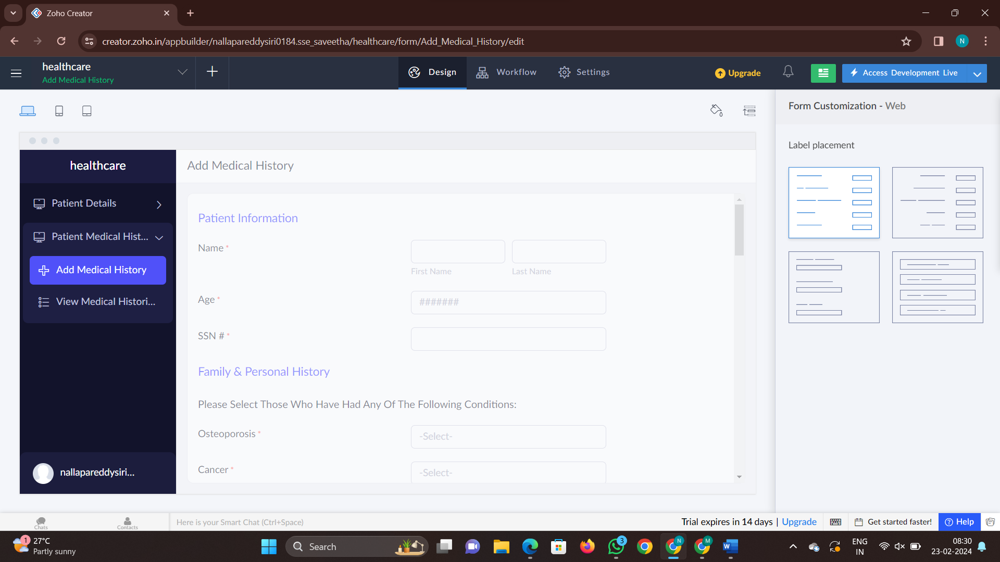 Zoho Creator
creator.zoho.in/appbuilder/nallapareddysiri0184.sse_saveetha/healthcare/form/Add_Medical_History/edit
N
healthcare
Add Medical History
Design
Workflow
Settings
Upgrade
Access Development Live
Form Customization - Web
Label placement
healthcare
Patient Details
Patient Medical Hist...
Add Medical History
View Medical Histori...
nallapareddysiri...
Add Medical History
Patient Information
Name *
First Name
Last Name
Age *
#######
SSN # *
Family & Personal History
Please Select Those Who Have Had Any Of The Following Conditions:
Osteoporosis *
-Select-
Cancer *
-Select-
Chats
Contacts
Here is your Smart Chat (Ctrl+Space)
Trial expires in 14 days | Upgrade
Get started faster!
Help
1
27°C
Partly sunny
Search
3
N
M
W
ENG
IN
08:30
23-02-2024